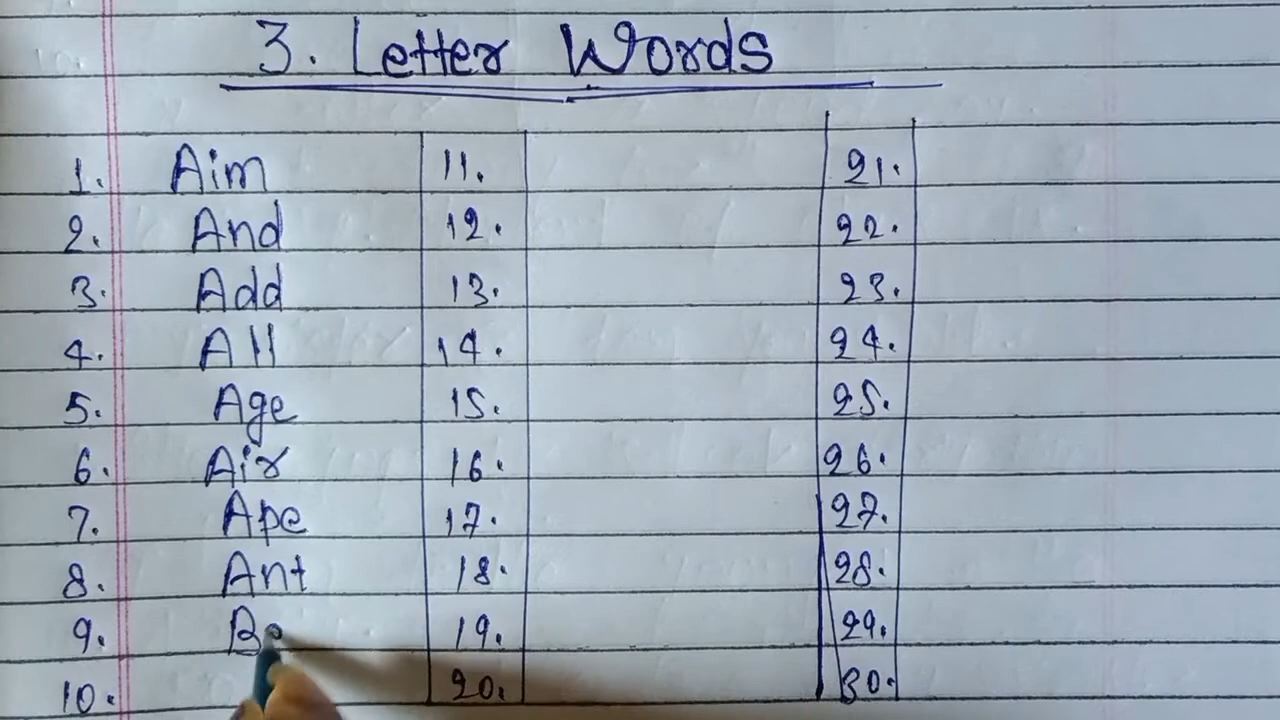 3. Letter Words
1. Aim 11. 21.
2. And 12. 22.
3. Add 13. 23.
4. All 14. 24.
5. Age 15. 25.
6. Air 16. 26.
7. Ape 17. 27.
8. Ant 18. 28.
9. 19. 29.
10. 20. 30.